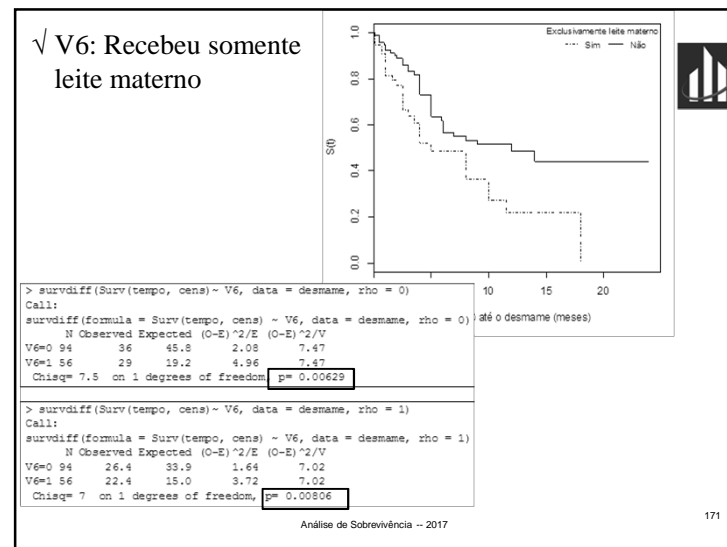 √ V6: Recebeu somente
leite materno
Exclusivamente leite materno
Sim Não
S(t)
1.0
0.8
0.6
0.4
0.2
0.0
10 15 20
até o desmame (meses)
> survdiff(Surv(tempo, cens)~ V6, data = desmame, rho = 0)
Call:
survdiff(formula = Surv(tempo, cens) ~ V6, data = desmame, rho = 0)
N Observed Expected (O-E)^2/E (O-E)^2/V
V6=0 94 36 45.8 2.08 7.47
V6=1 56 29 19.2 4.96 7.47
Chisq= 7.5 on 1 degrees of freedom, p= 0.00629
> survdiff(Surv(tempo, cens)~ V6, data = desmame, rho = 1)
Call:
survdiff(formula = Surv(tempo, cens) ~ V6, data = desmame, rho = 1)
N Observed Expected (O-E)^2/E (O-E)^2/V
V6=0 94 26.4 33.9 1.64 7.02
V6=1 56 22.4 15.0 3.72 7.02
Chisq= 7 on 1 degrees of freedom, p= 0.00806
Análise de Sobrevivência -- 2017
171